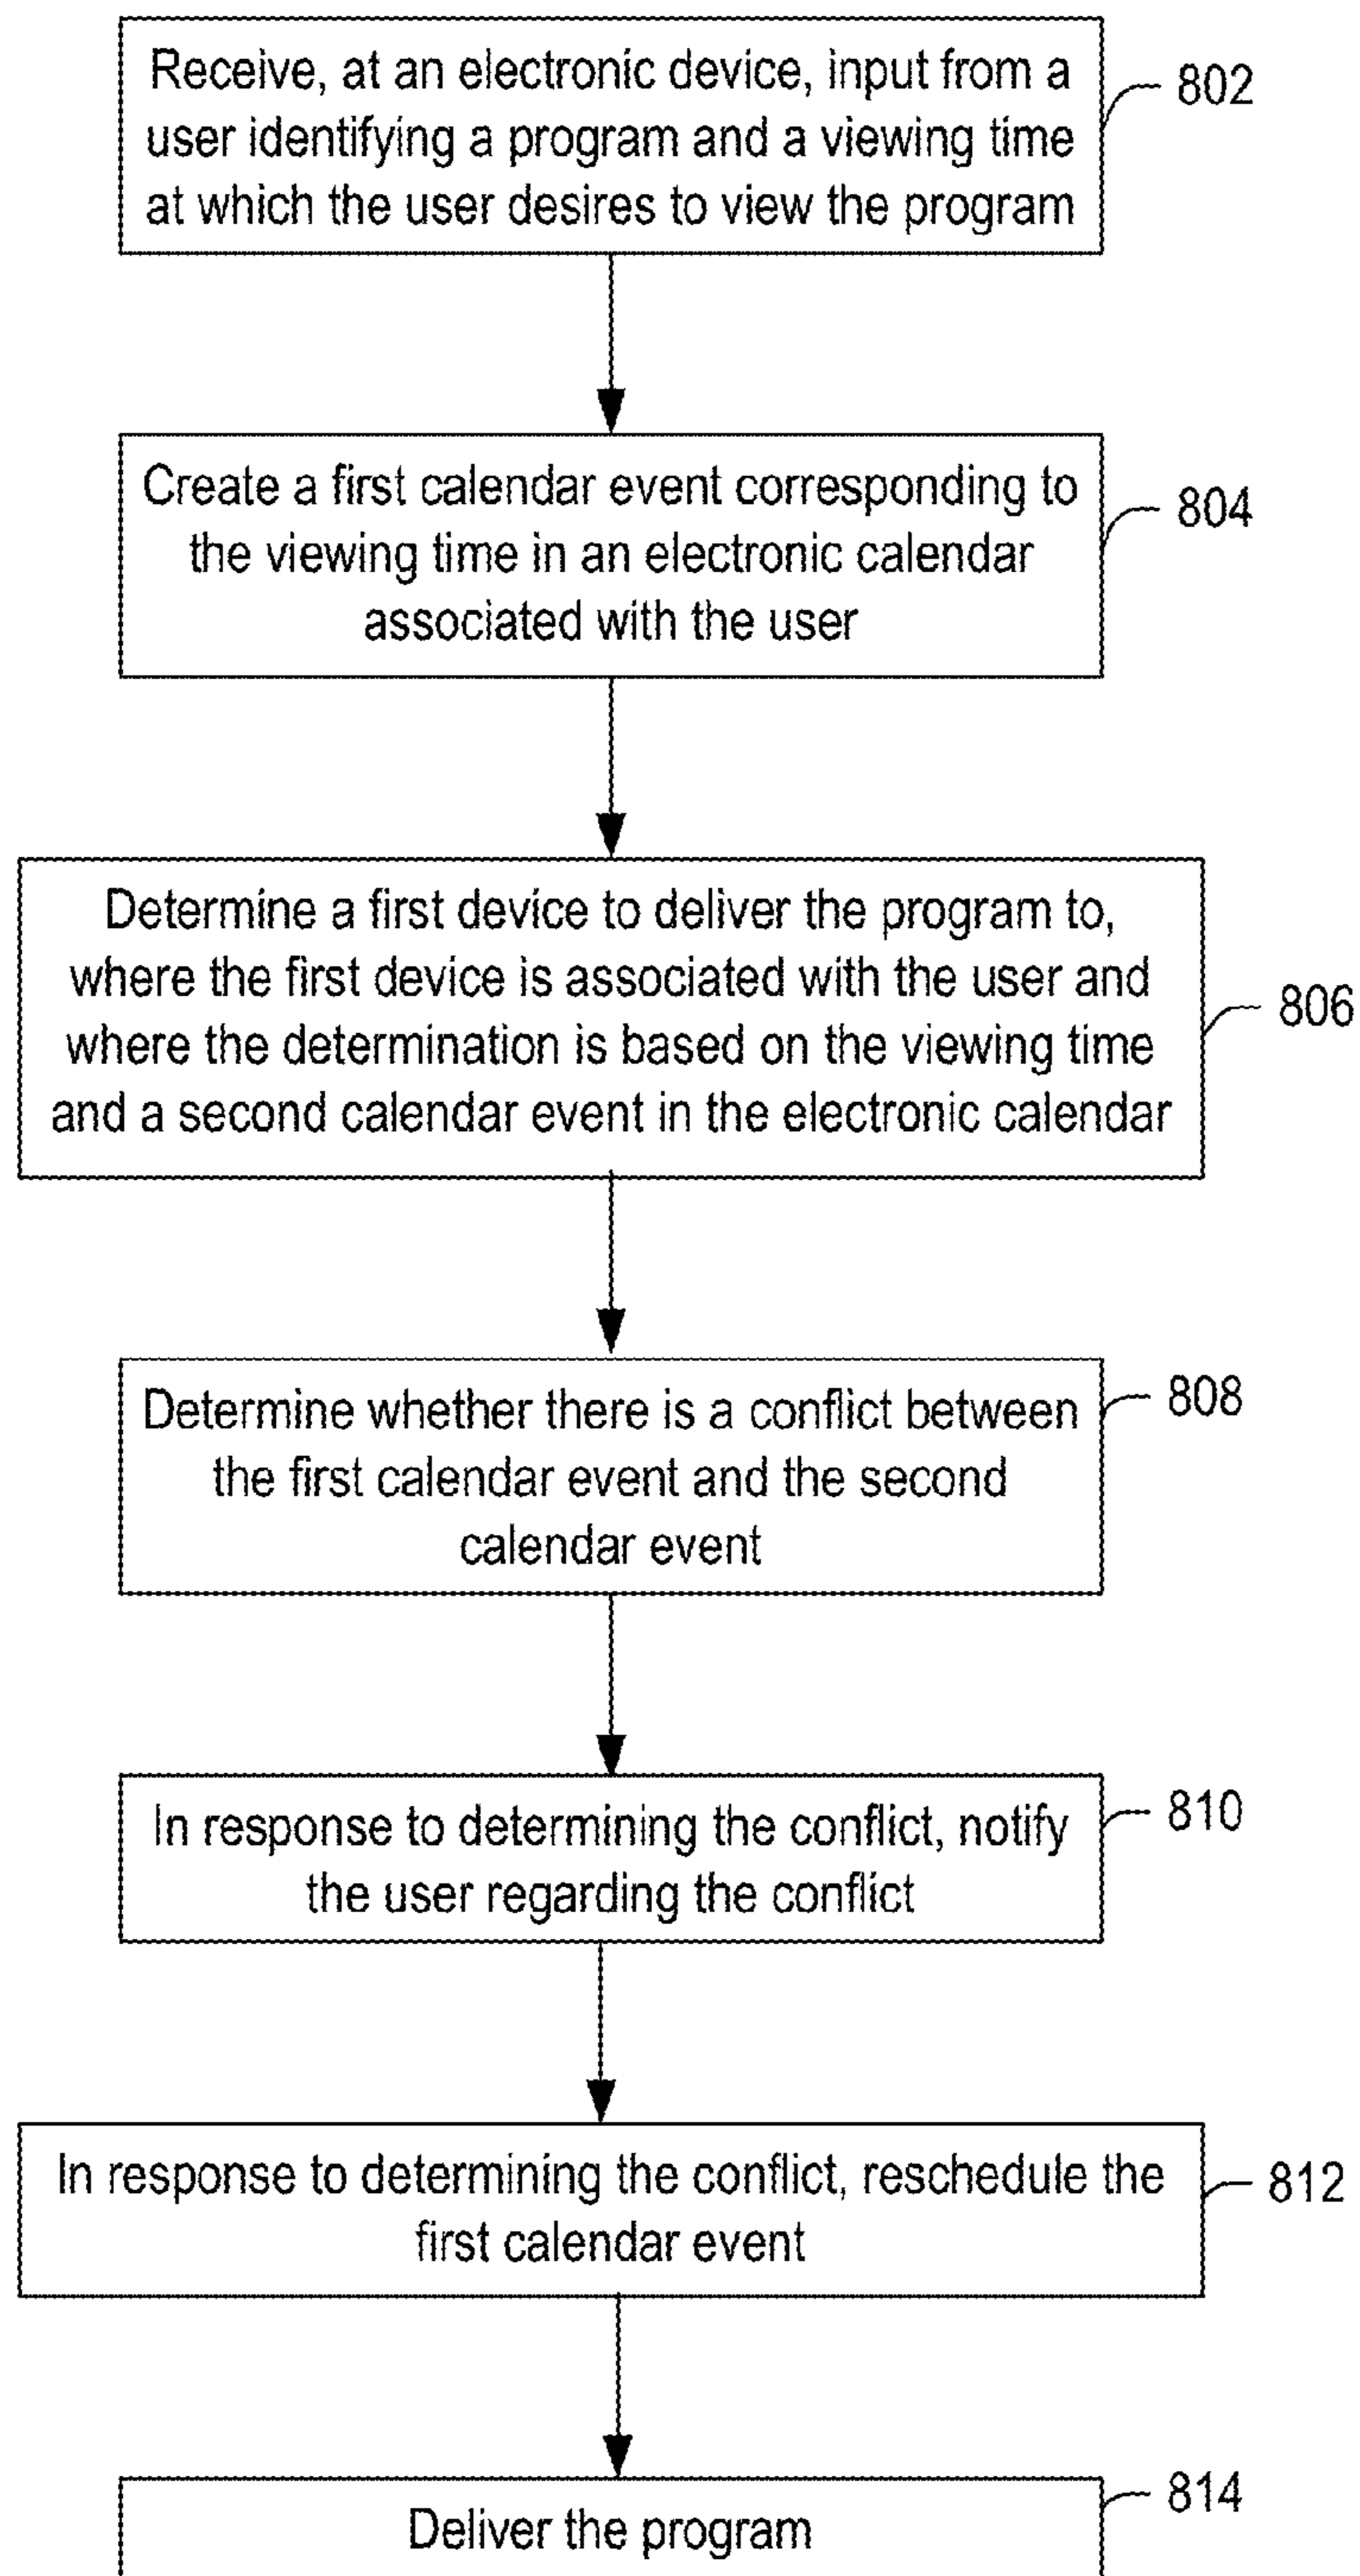 Receive, at an electronic device, input from a
user identifying a program and a viewing time
at which the user desires to view the program
802
Create a first calendar event corresponding to
the viewing time in an electronic calendar
associated with the user
804
Determine a first device to deliver the program to,
where the first device is associated with the user and
where the determination is based on the viewing time
and a second calendar event in the electronic calendar
806
Determine whether there is a conflict between
the first calendar event and the second
calendar event
808
In response to determining the conflict, notify
the user regarding the conflict
810
In response to determining the conflict, reschedule the
first calendar event
812
Deliver the program
814